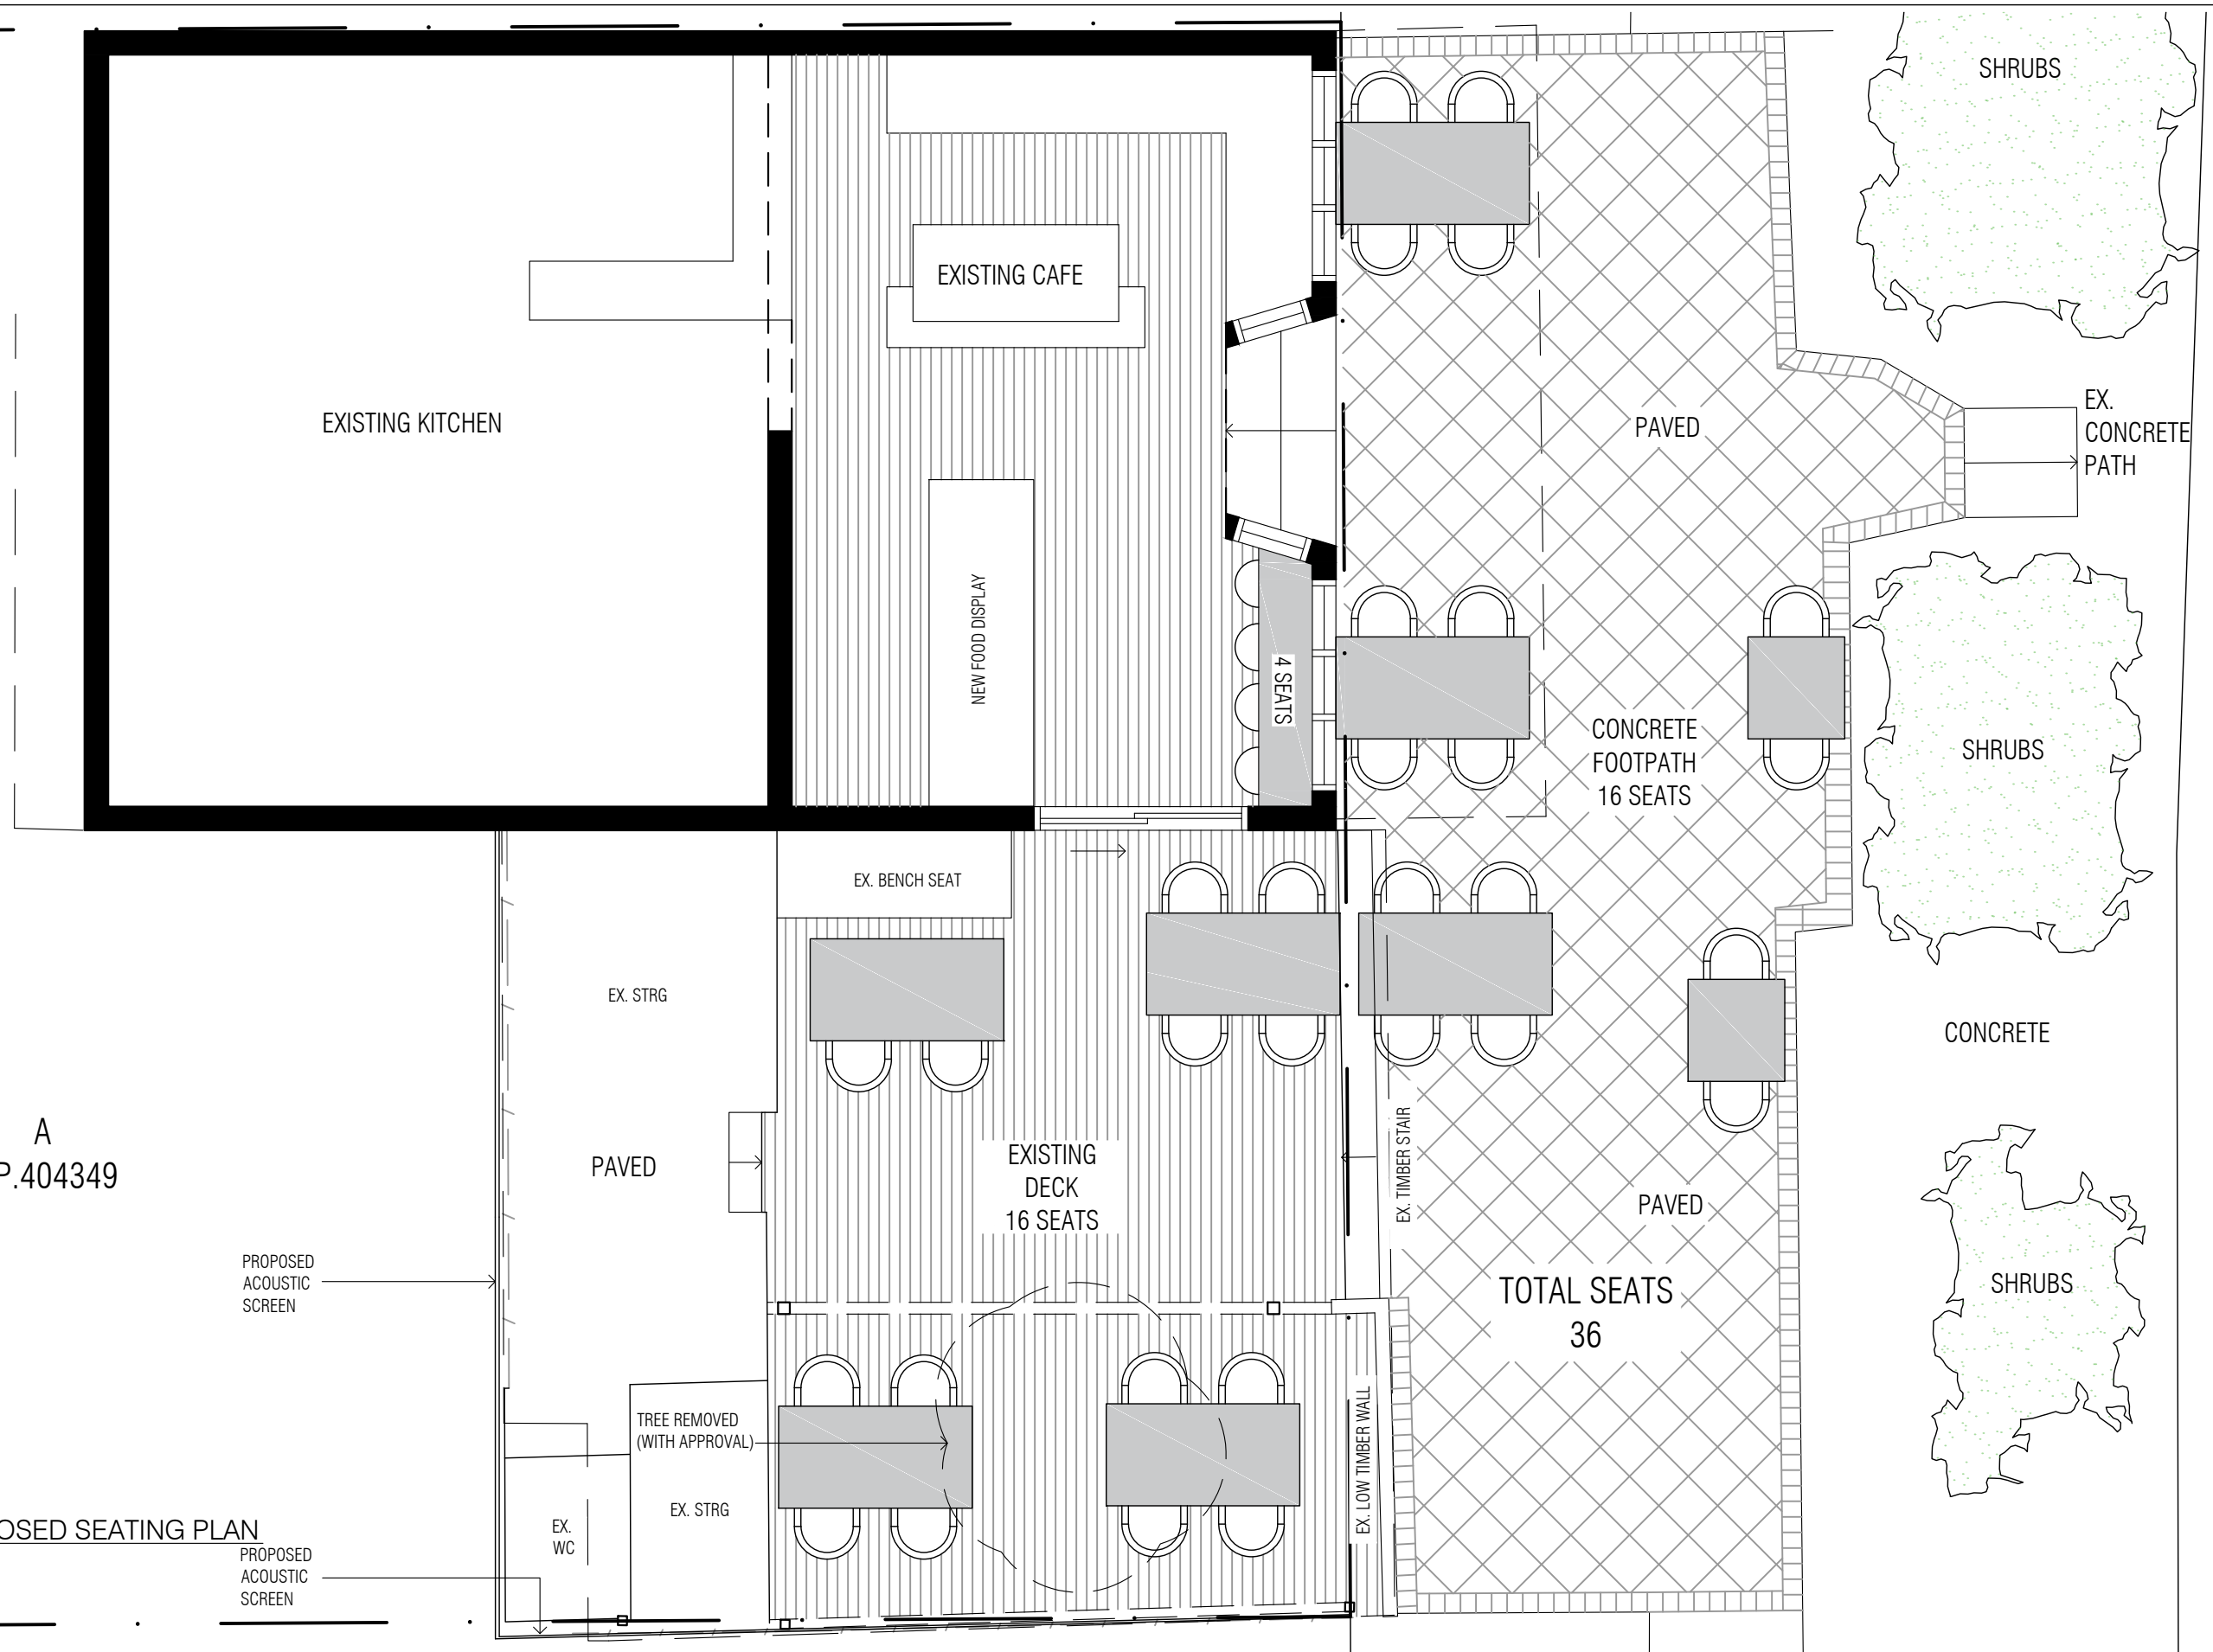 SHRUBS
EXISTING CAFE
EXISTING KITCHEN
PAVED
EX.
CONCRETE
PATH
NEW FOOD DISPLAY
4 SEATS
CONCRETE
FOOTPATH
16 SEATS
SHRUBS
EX. BENCH SEAT
EX. STRG
CONCRETE
A
P.404349
PAVED
EXISTING
DECK
16 SEATS
EX. TIMBER STAIR
PAVED
PROPOSED
ACOUSTIC
SCREEN
TOTAL SEATS
36
SHRUBS
TREE REMOVED
(WITH APPROVAL)
EX. LOW TIMBER WALL
EX. STRG
EX.
WC
OSED SEATING PLAN
PROPOSED
ACOUSTIC
SCREEN